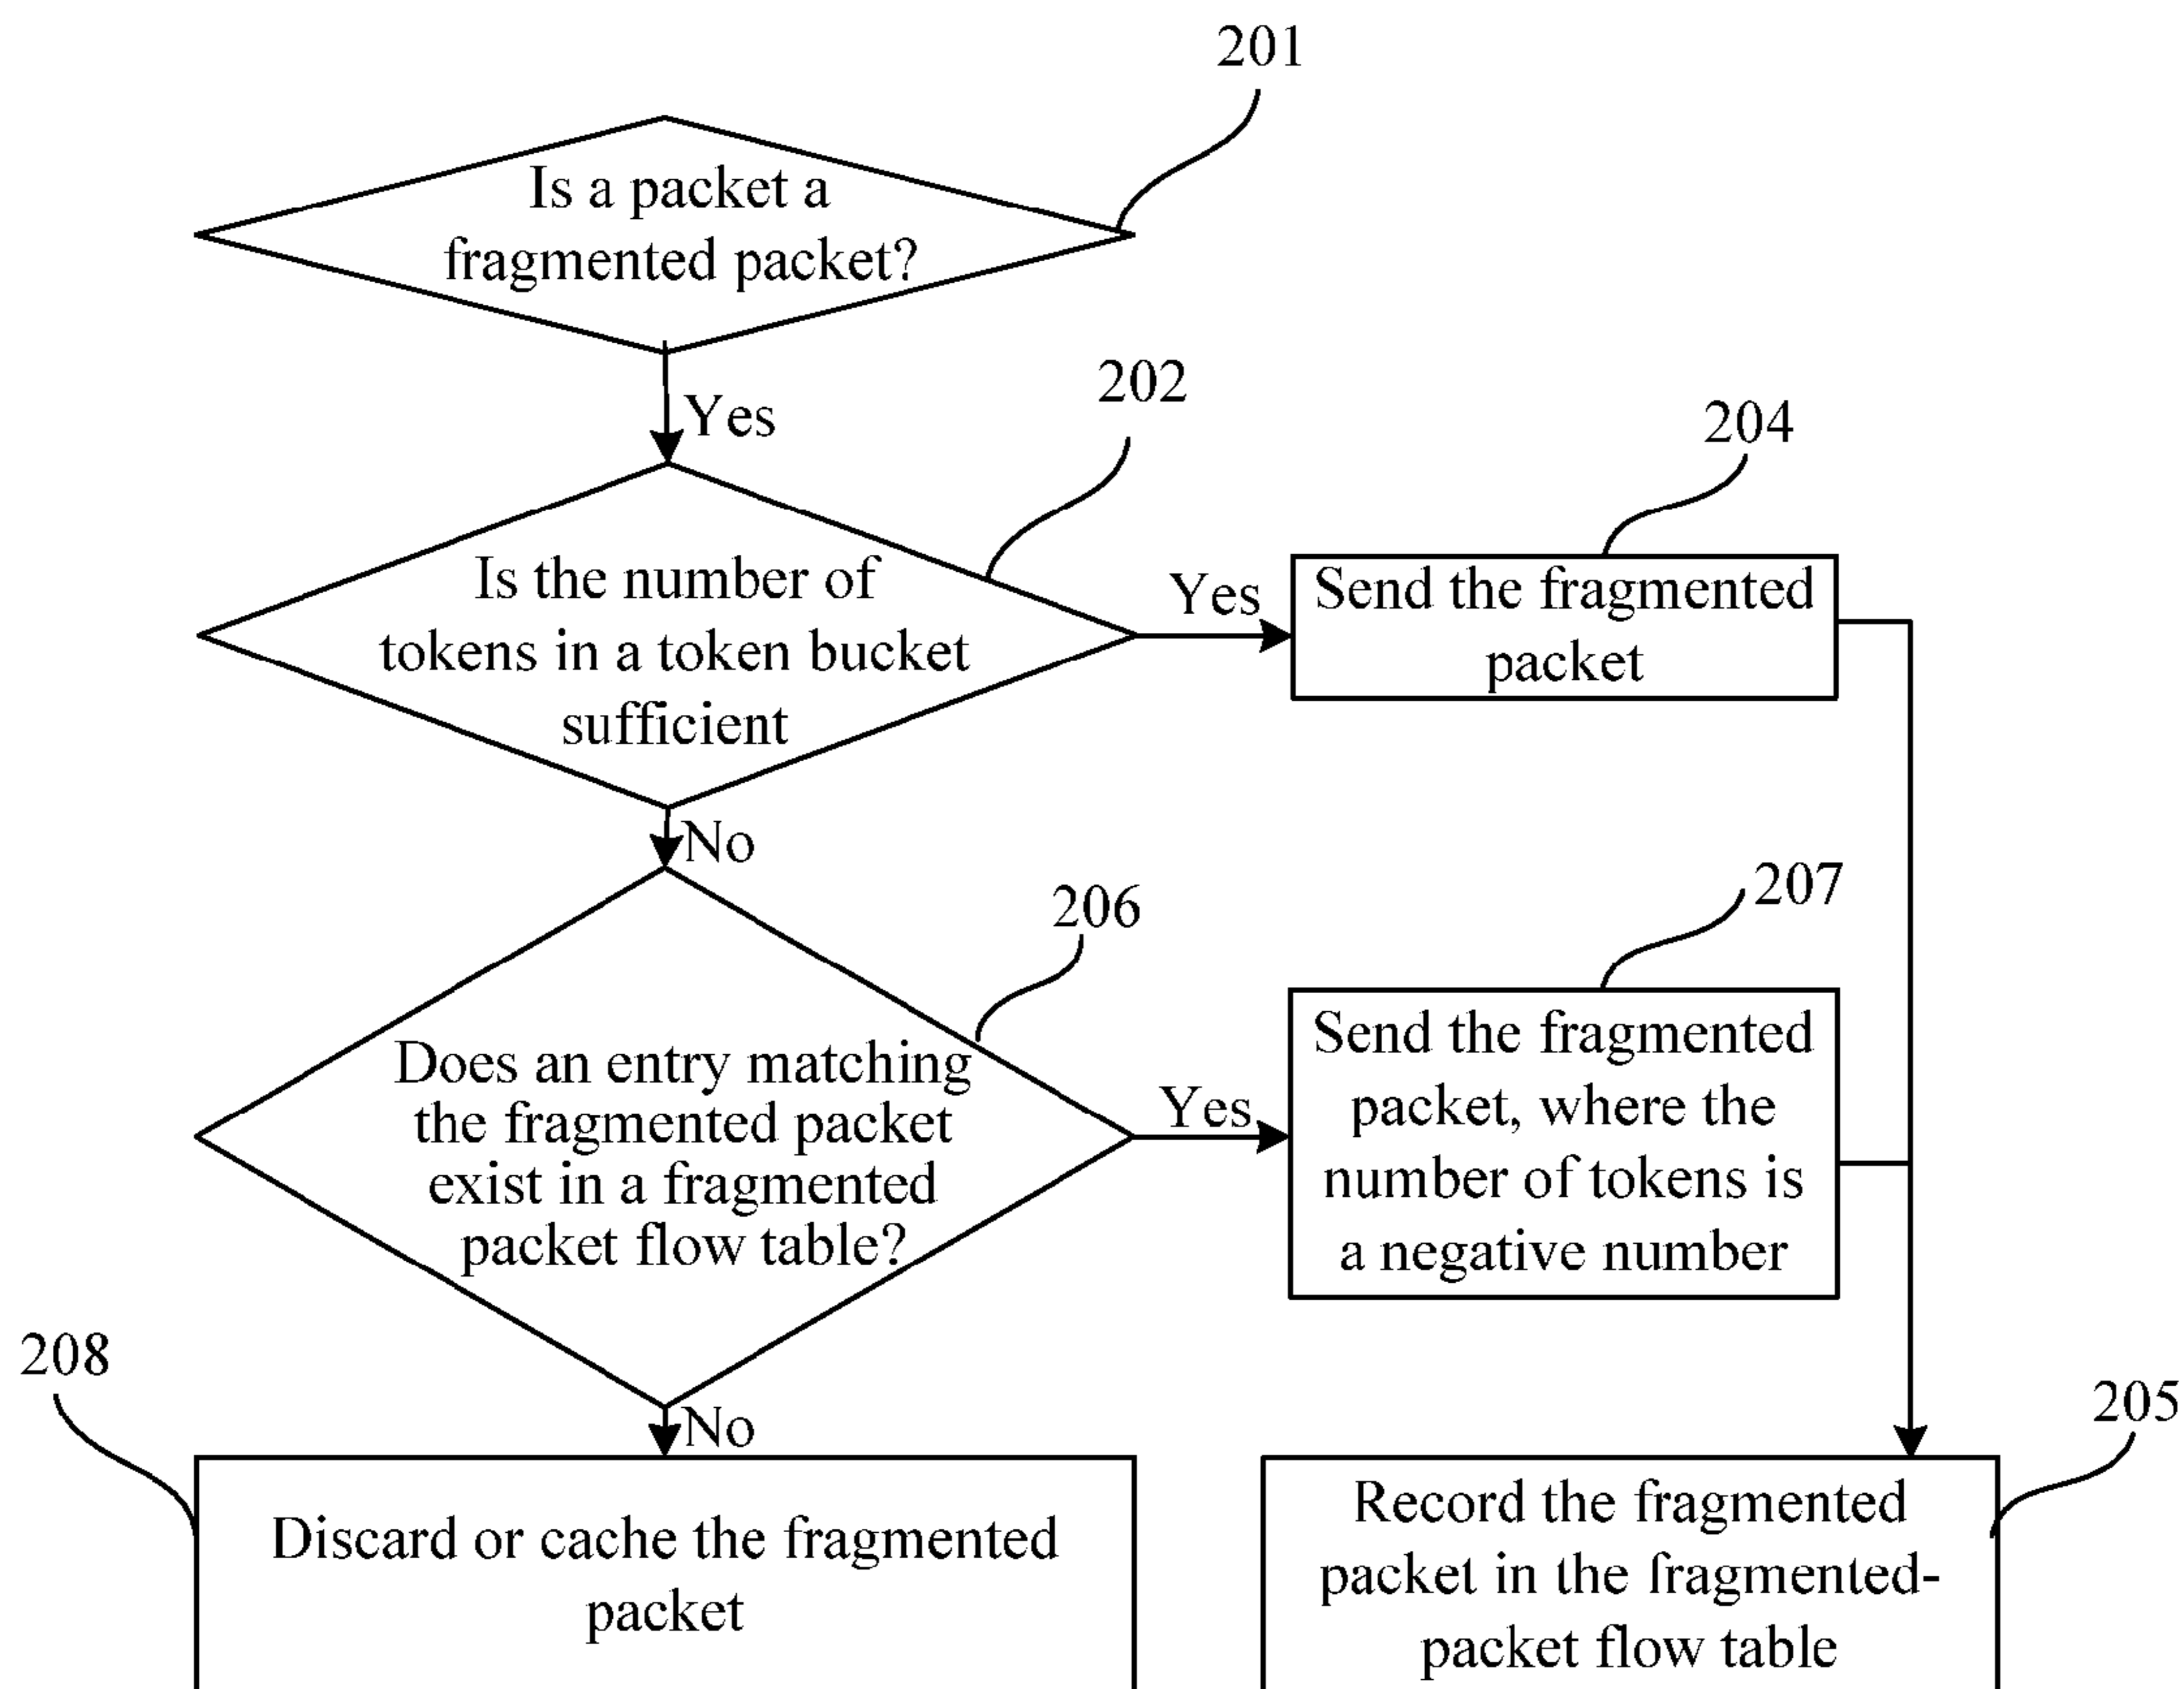 201
Is a packet a
fragmented packet?
Yes
202
Is the number of
tokens in a token bucket
sufficient
Yes
204
Send the fragmented
packet
No
206
Does an entry matching
the fragmented packet
exist in a fragmented
packet flow table?
Yes
207
Send the fragmented
packet, where the
number of tokens is
a negative number
No
208
Discard or cache the fragmented
packet
205
Record the fragmented
packet in the fragmented-
packet flow table